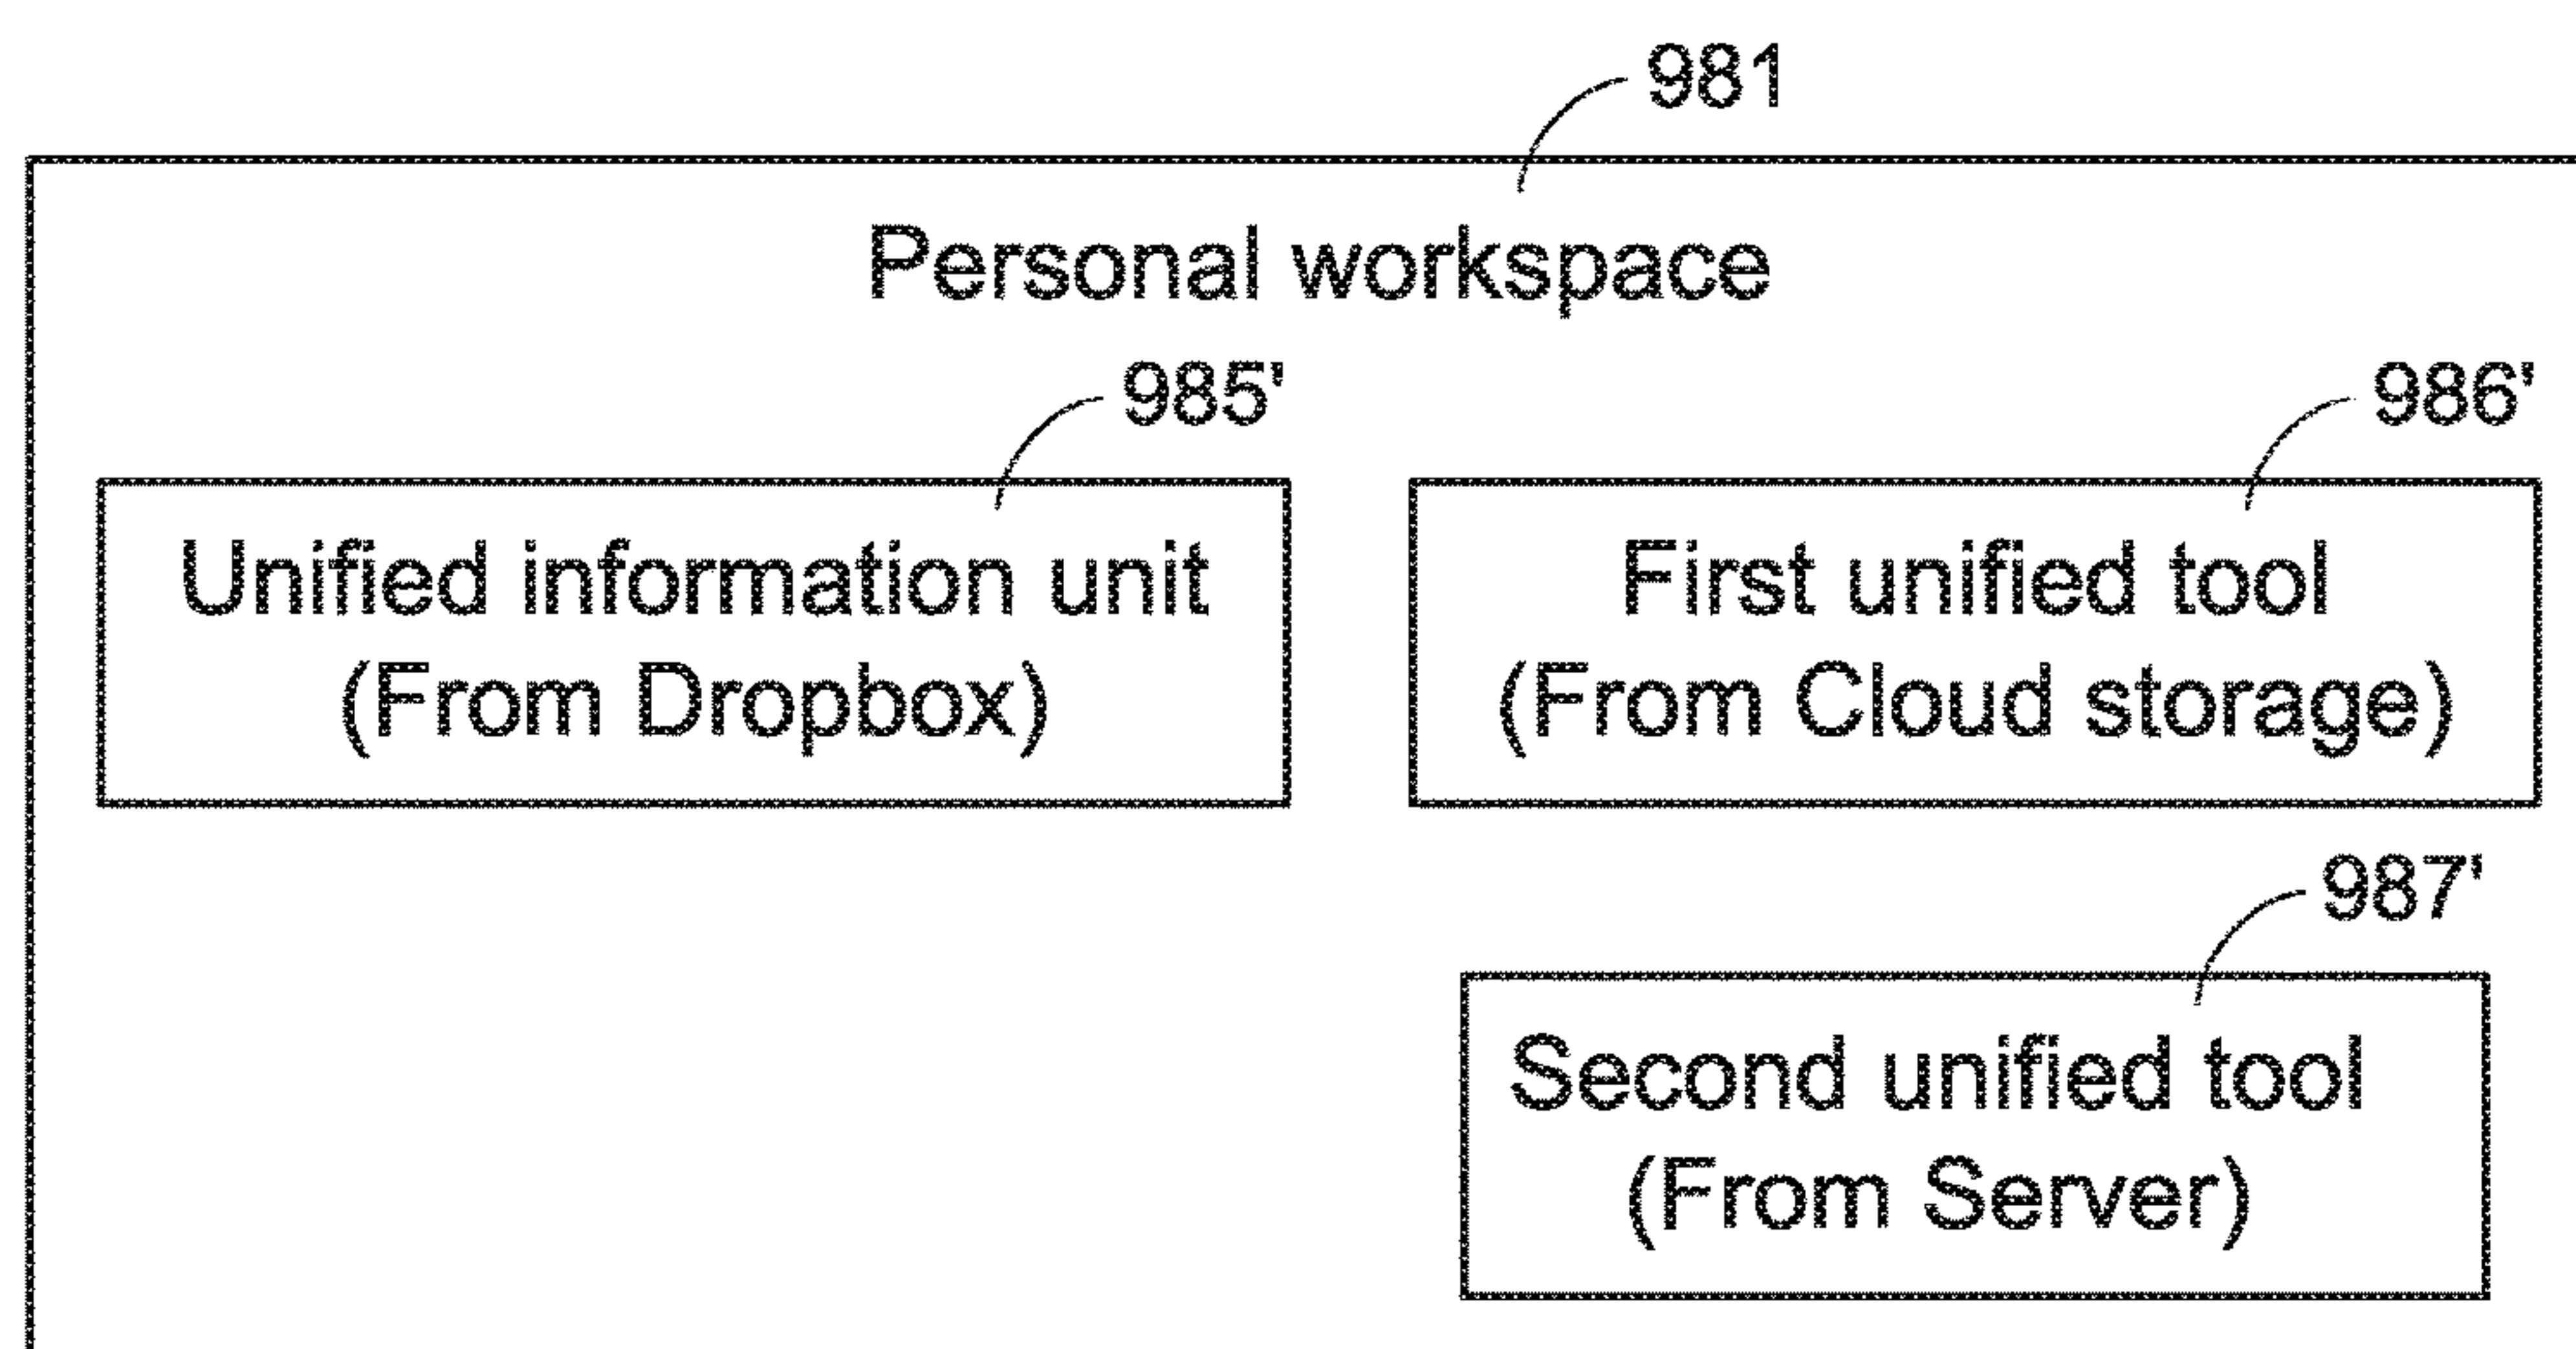 981
Personal workspace
985'
986'
Unified information unit
(From Dropbox)
First unified tool
(From Cloud storage)
987'
Second unified tool
(From Server)